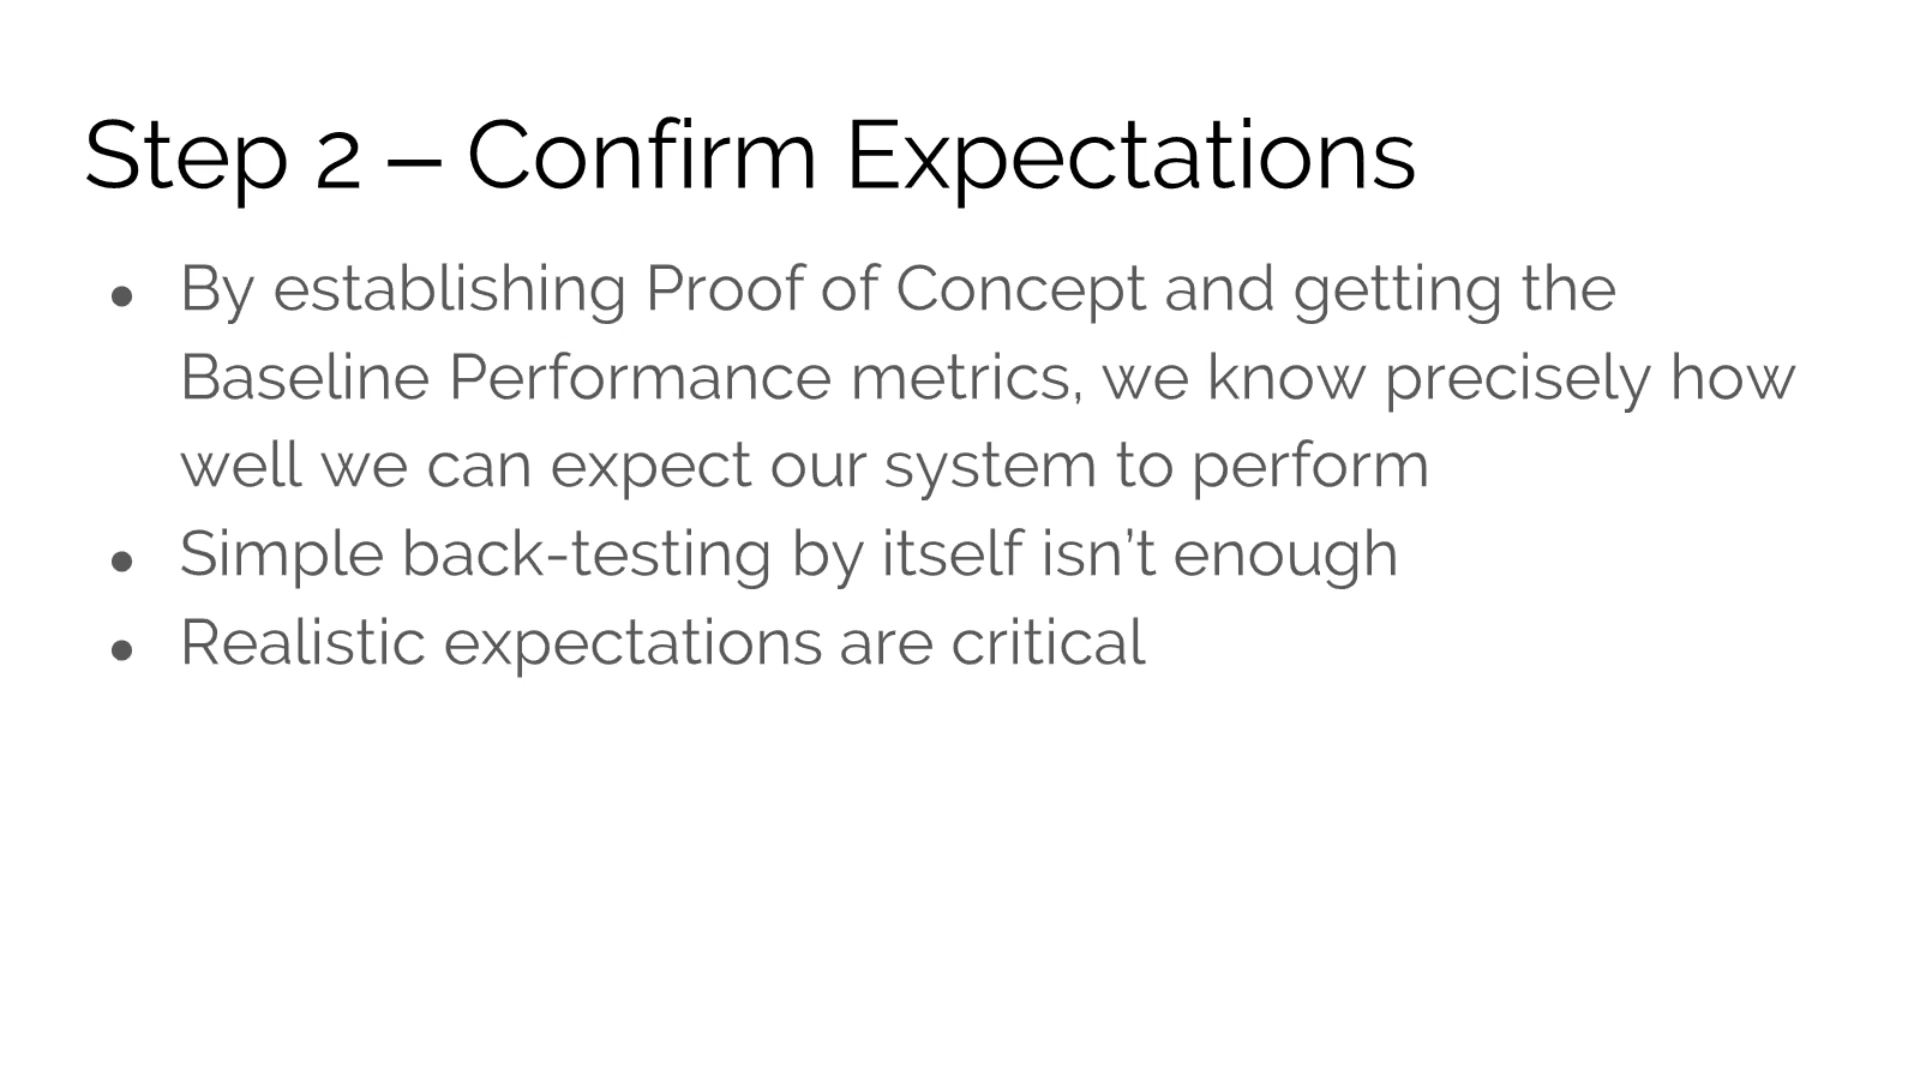 Step 2 – Confirm Expectations
● By establishing Proof of Concept and getting the
Baseline Performance metrics, we know precisely how
well we can expect our system to perform
● Simple back-testing by itself isn’t enough
● Realistic expectations are critical